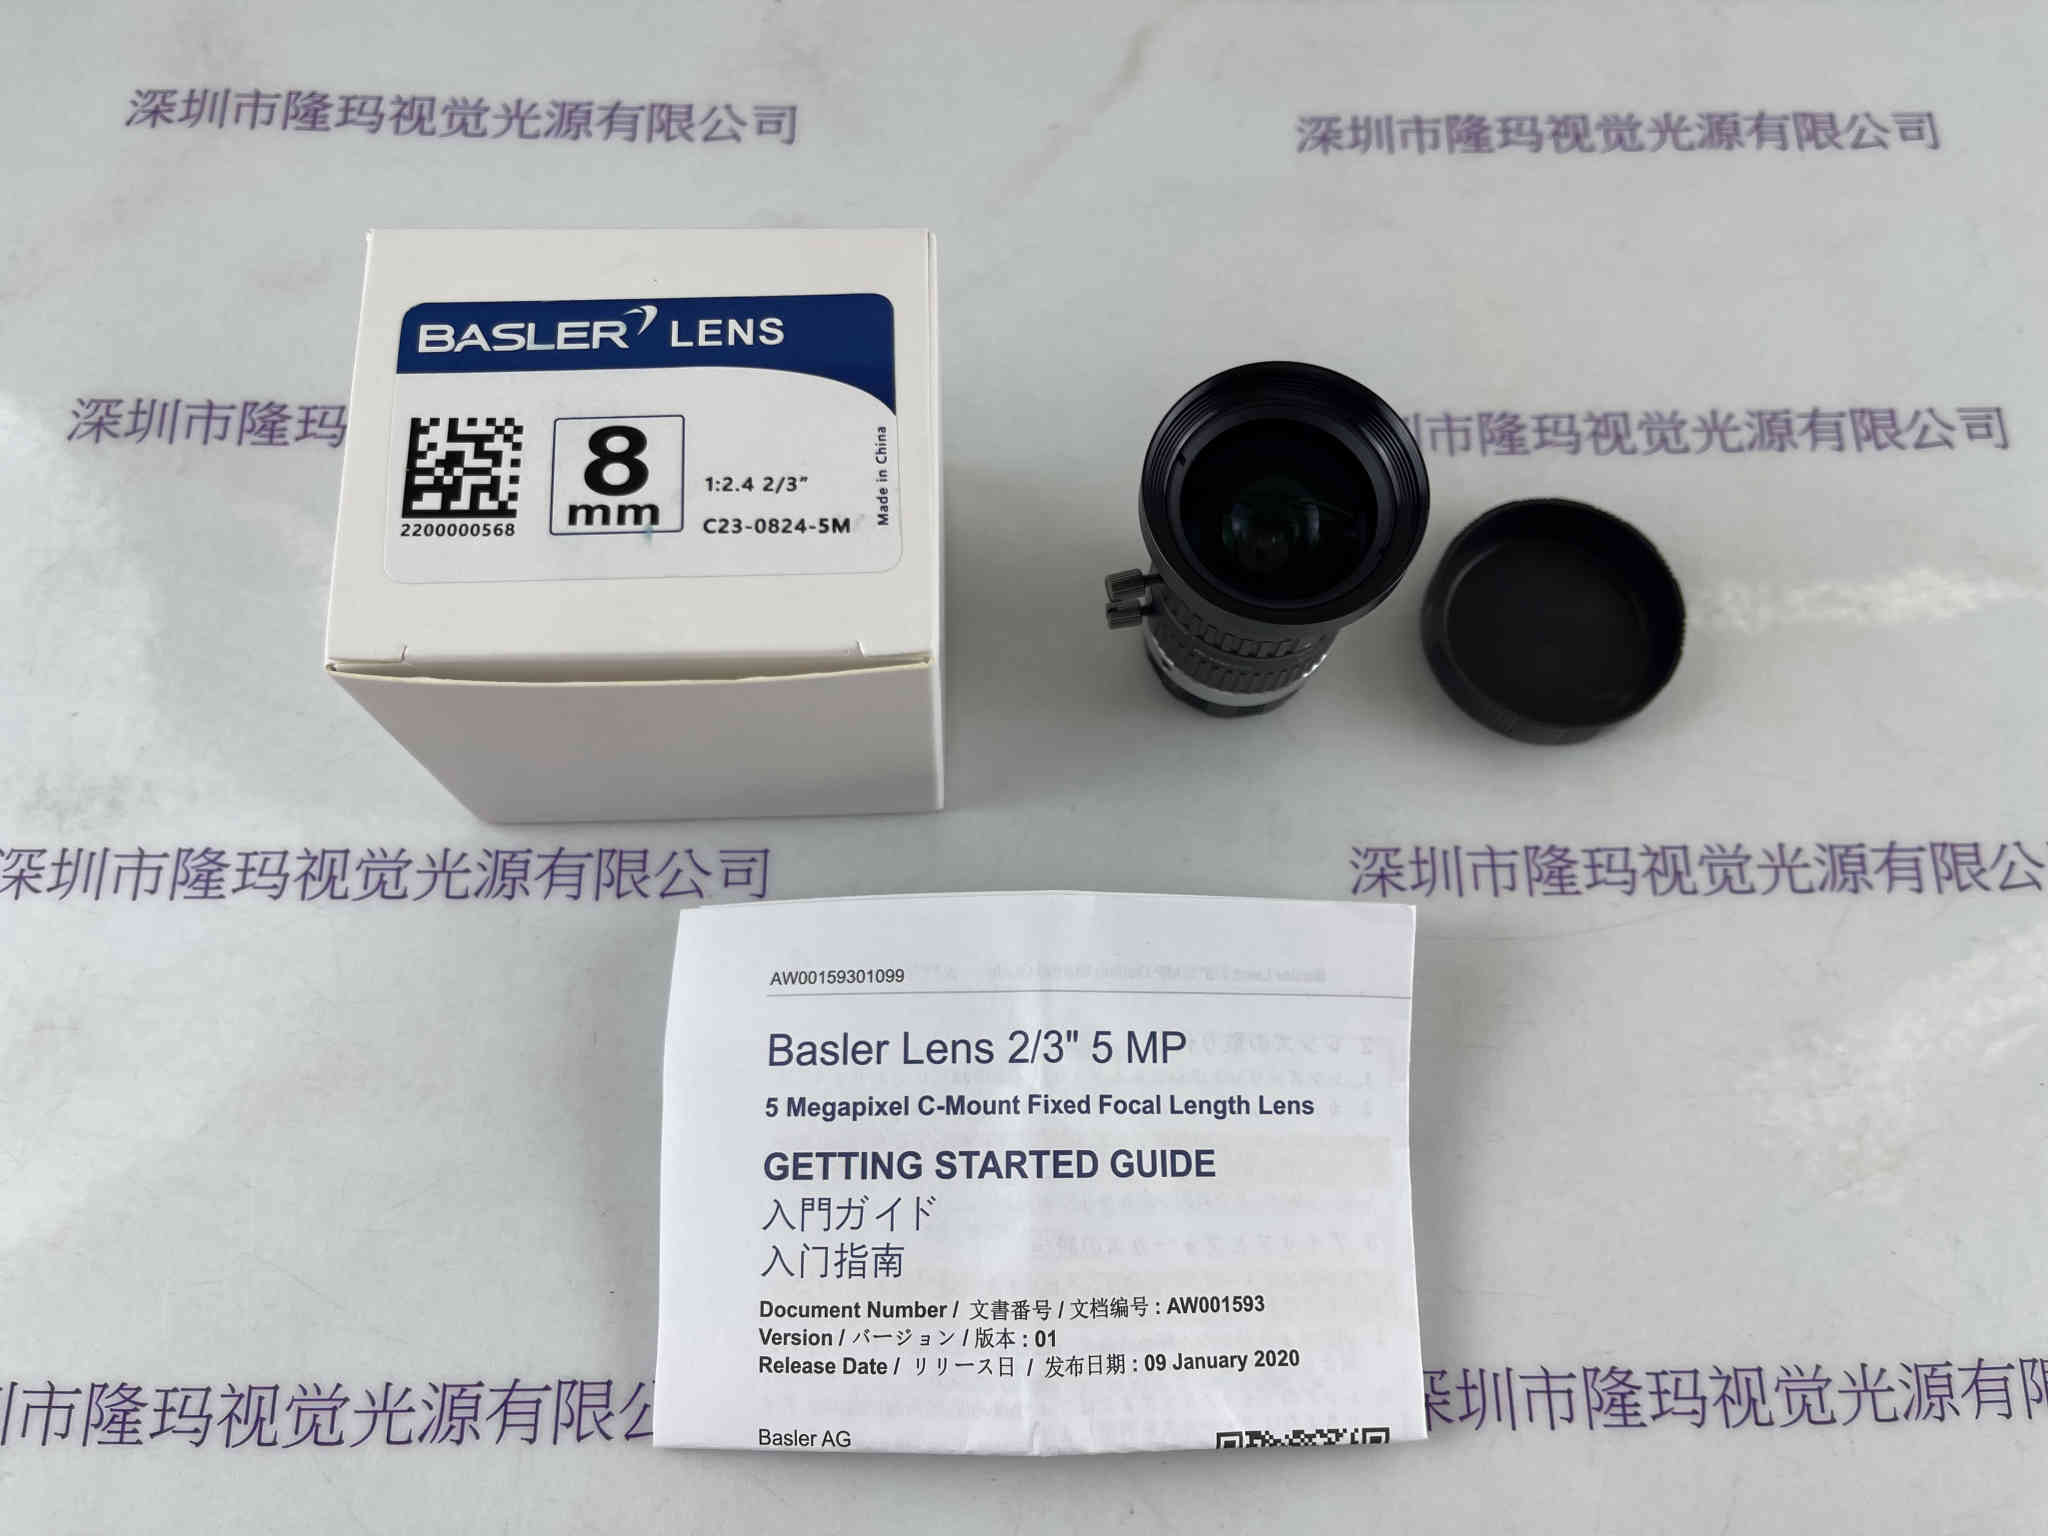 深圳市隆玛视觉光源有限公司
深圳市隆玛视觉光源有限公司
BASLER LENS
深圳市隆玛
市隆玛视觉光源有限公司
8
mm
1:2.4 2/3"
C23-0824-5M
Made in China
2200000568
深圳市隆玛视觉光源有限公司
深圳市隆玛视觉光源有限公
AW00159301099
Basler Lens 2/3" 5 MP
5 Megapixel C-Mount Fixed Focal Length Lens
GETTING STARTED GUIDE
入門ガイド
入门指南
Document Number / 文書番号 / 文档编号 : AW001593
Version / バージョン / 版本 : 01
Release Date / リリース日 / 发布日期 : 09 January 2020
Basler AG
圳市隆玛视觉光源有限公
深圳市隆玛视觉光源有限